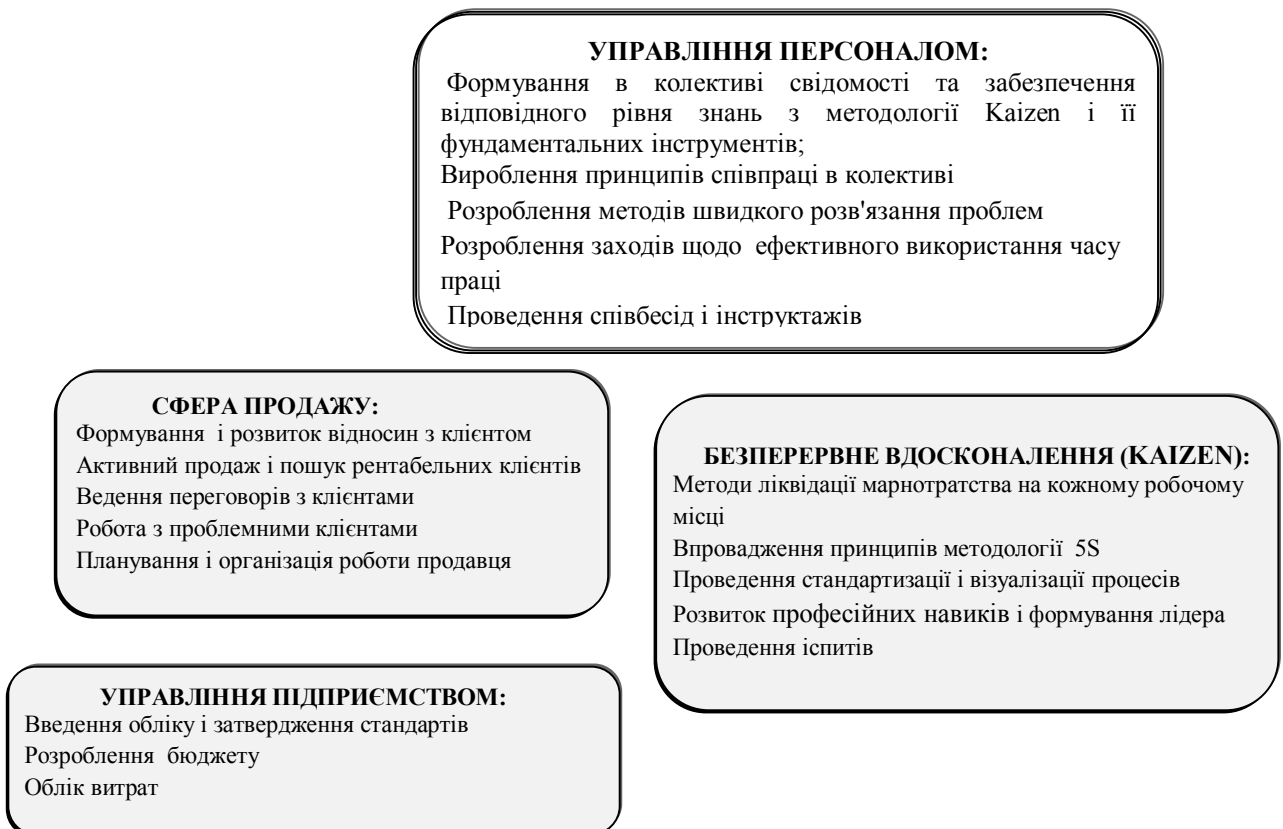 УПРАВЛІННЯ ПЕРСОНАЛОМ:
Формування в колективі свідомості та забезпечення
відповідного рівня знань з методології Kaizen і її
фундаментальних інструментів;
Вироблення принципів співпраці в колективі
Розроблення методів швидкого розв'язання проблем
Розроблення заходів щодо ефективного використання часу
праці
Проведення співбесід і інструктажів
СФЕРА ПРОДАЖУ:
Формування і розвиток відносин з клієнтом
Активний продаж і пошук рентабельних клієнтів
Ведення переговорів з клієнтами
Робота з проблемними клієнтами
Планування і організація роботи продавця
БЕЗПЕРЕРВНЕ ВДОСКОНАЛЕННЯ (KAIZEN):
Методи ліквідації марнотратства на кожному робочому
місці
Впровадження принципів методології 5S
Проведення стандартизації і візуалізації процесів
Розвиток професійних навиків і формування лідера
Проведення іспитів
УПРАВЛІННЯ ПІДПРИЄМСТВОМ:
Введення обліку і затвердження стандартів
Розроблення бюджету
Облік витрат